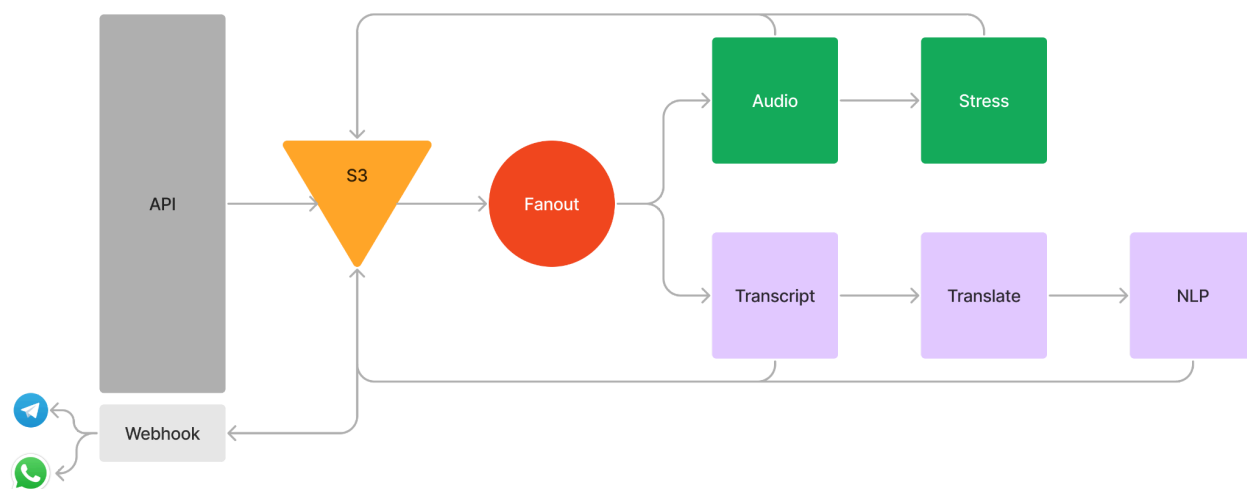 Audio
Stress
S3
API
Fanout
Transcript
Translate
NLP
Webhook